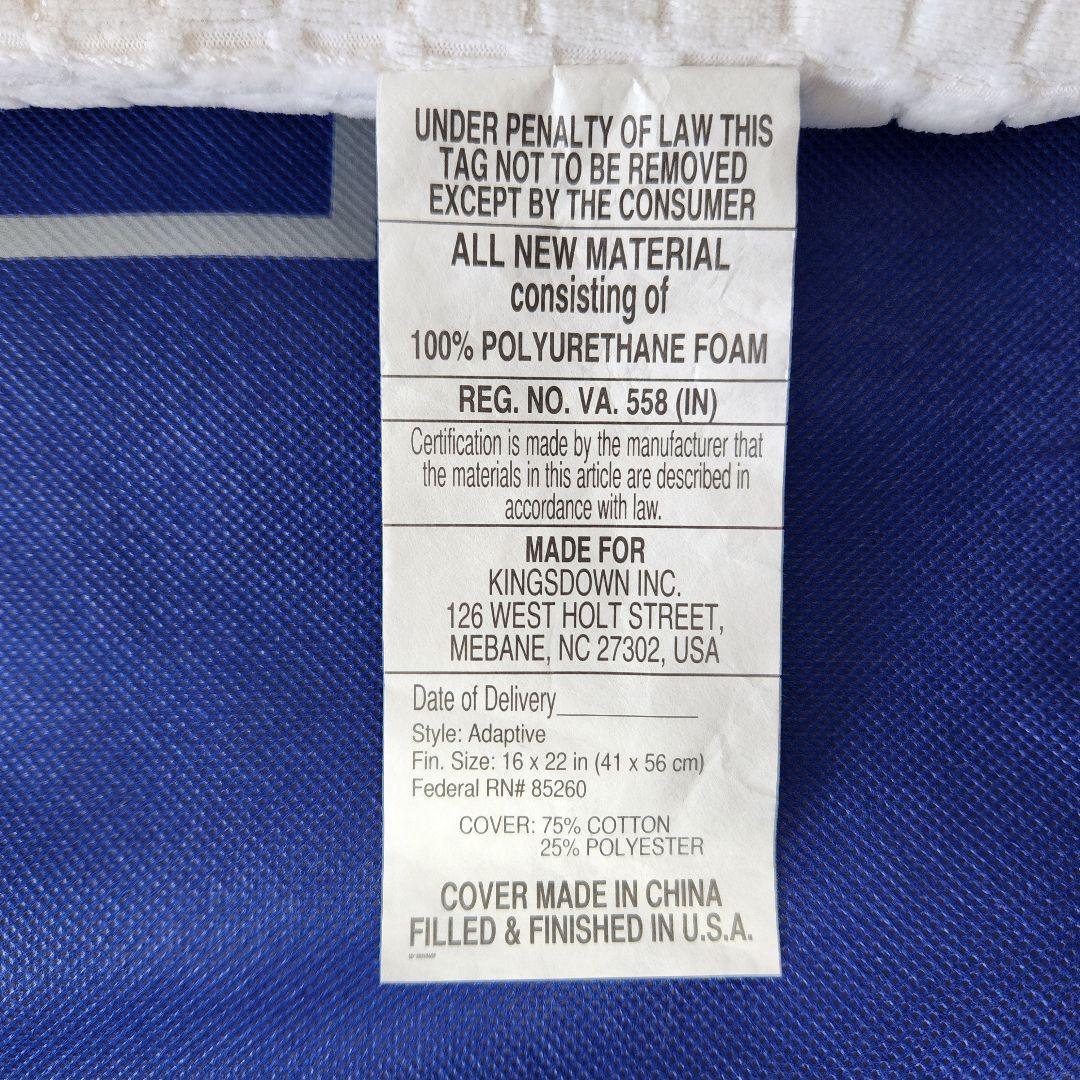 UNDER PENALTY OF LAW THIS
TAG NOT TO BE REMOVED
EXCEPT BY THE CONSUMER
ALL NEW MATERIAL
consisting of
100% POLYURETHANE FOAM
REG. NO. VA. 558 (IN)
Certification is made by the manufacturer that
the materials in this article are described in
accordance with law.
MADE FOR
KINGSDOWN INC.
126 WEST HOLT STREET,
MEBANE, NC 27302, USA
Date of Delivery__________
Style: Adaptive
Fin. Size: 16 x 22 in (41 x 56 cm)
Federal RN# 85260
COVER: 75% COTTON
25% POLYESTER
COVER MADE IN CHINA
FILLED & FINISHED IN U.S.A.